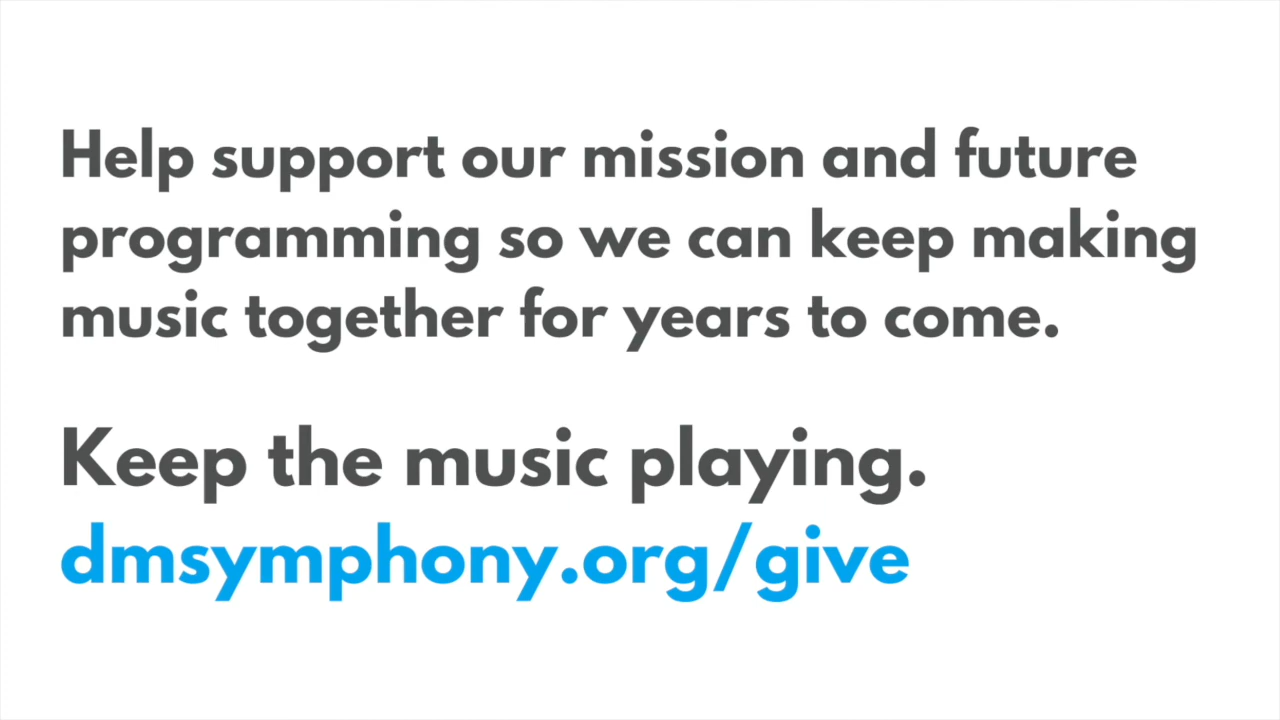 Help support our mission and future
programming so we can keep making
music together for years to come.
Keep the music playing.
dmsymphony.org/give